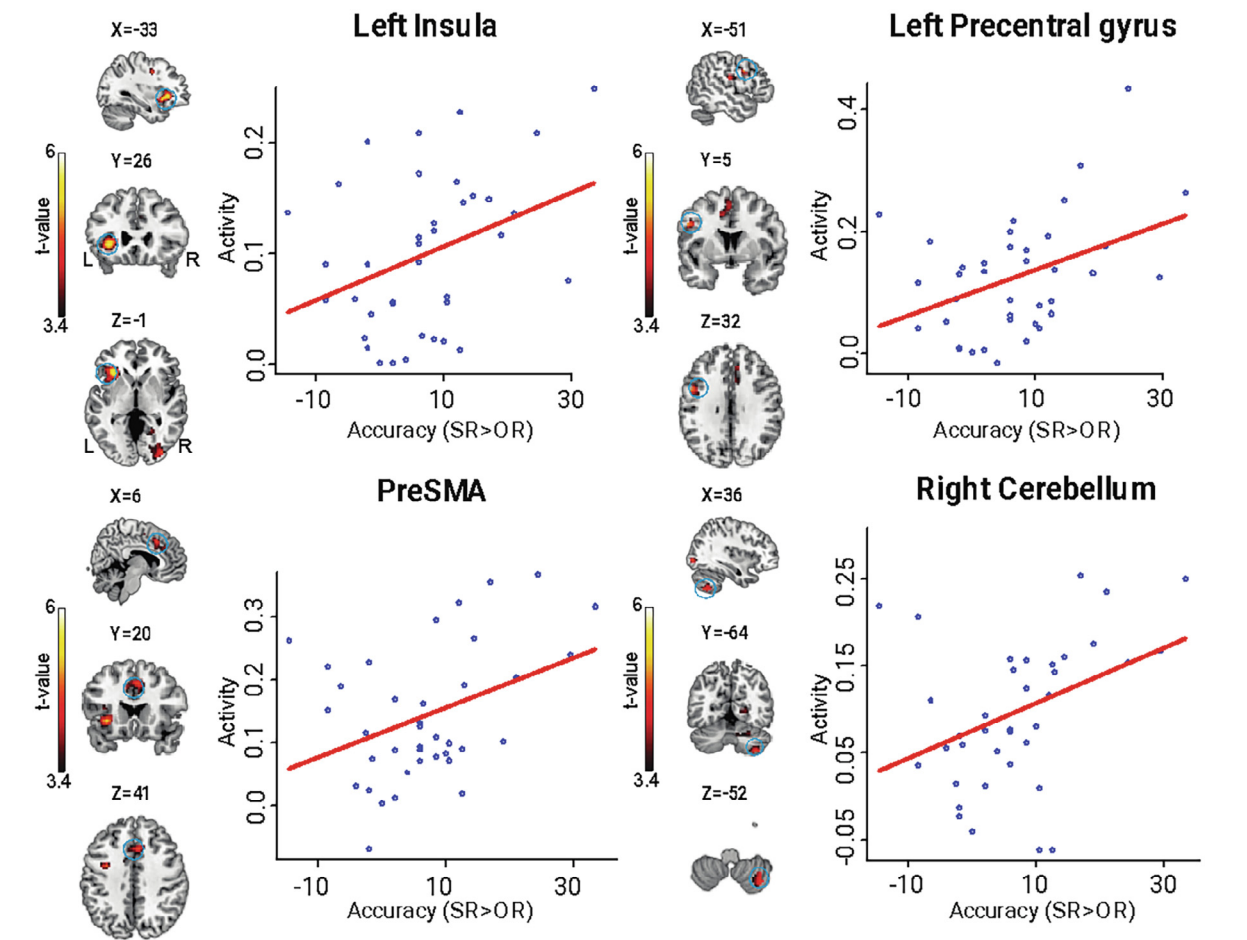 Left Insula
X=-33
6
Y=26
t-value
L
R
3.4
Z=-1
L
R
Activity
0.2
0.1
0.0
-10 10 30
Accuracy (SR>OR)
Left Precentral gyrus
X=-51
6
Y=5
t-value
3.4
Z=32
Activity
0.4
0.2
0.0
-10 10 30
Accuracy (SR>OR)
PreSMA
X=6
6
Y=20
t-value
3.4
Z=41
Activity
0.3
0.2
0.1
0.0
-10 10 30
Accuracy (SR>OR)
Right Cerebellum
X=36
6
Y=-64
t-value
3.4
Z=-52
Activity
0.25
0.15
0.05
-0.05
-10 10 30
Accuracy (SR>OR)